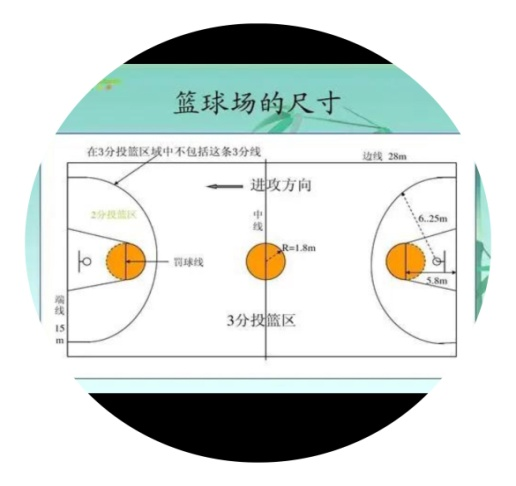 篮球场的尺寸
在3分投篮区域中不包括这条3分线
边线 28m
进攻方向
2分投篮区
中
线
6..25m
R=1.8m
罚球线
5.8m
端
线
15
m
3分投篮区